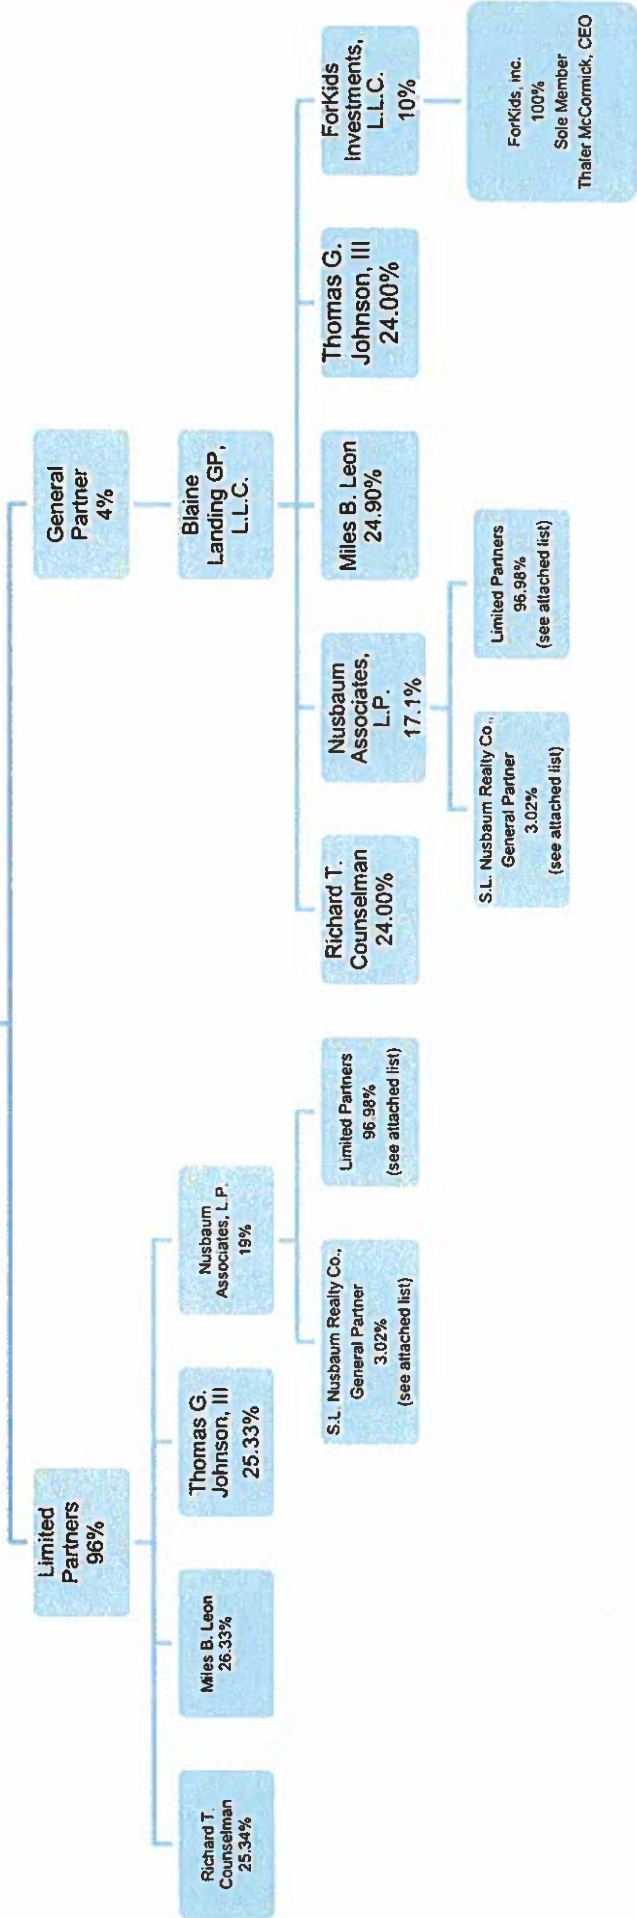 Limited
Partners
96%
General
Partner
4%
Richard T.
Counselman
25.34%
Miles B. Leon
26.33%
Thomas G.
Johnson, III
25.33%
Nusbaum
Associates, L.P.
19%
Blaine
Landing GP,
L.L.C.
S.L. Nusbaum Realty Co.,
General Partner
3.02%
(see attached list)
Limited Partners
96.98%
(see attached list)
Richard T.
Counselman
24.00%
Nusbaum
Associates,
L.P.
17.1%
Miles B. Leon
24.90%
Thomas G.
Johnson, III
24.00%
ForKids
Investments,
L.L.C.
10%
S.L. Nusbaum Realty Co.,
General Partner
3.02%
(see attached list)
Limited Partners
96.98%
(see attached list)
ForKids, inc.
100%
Sole Member
Thaler McCormick, CEO